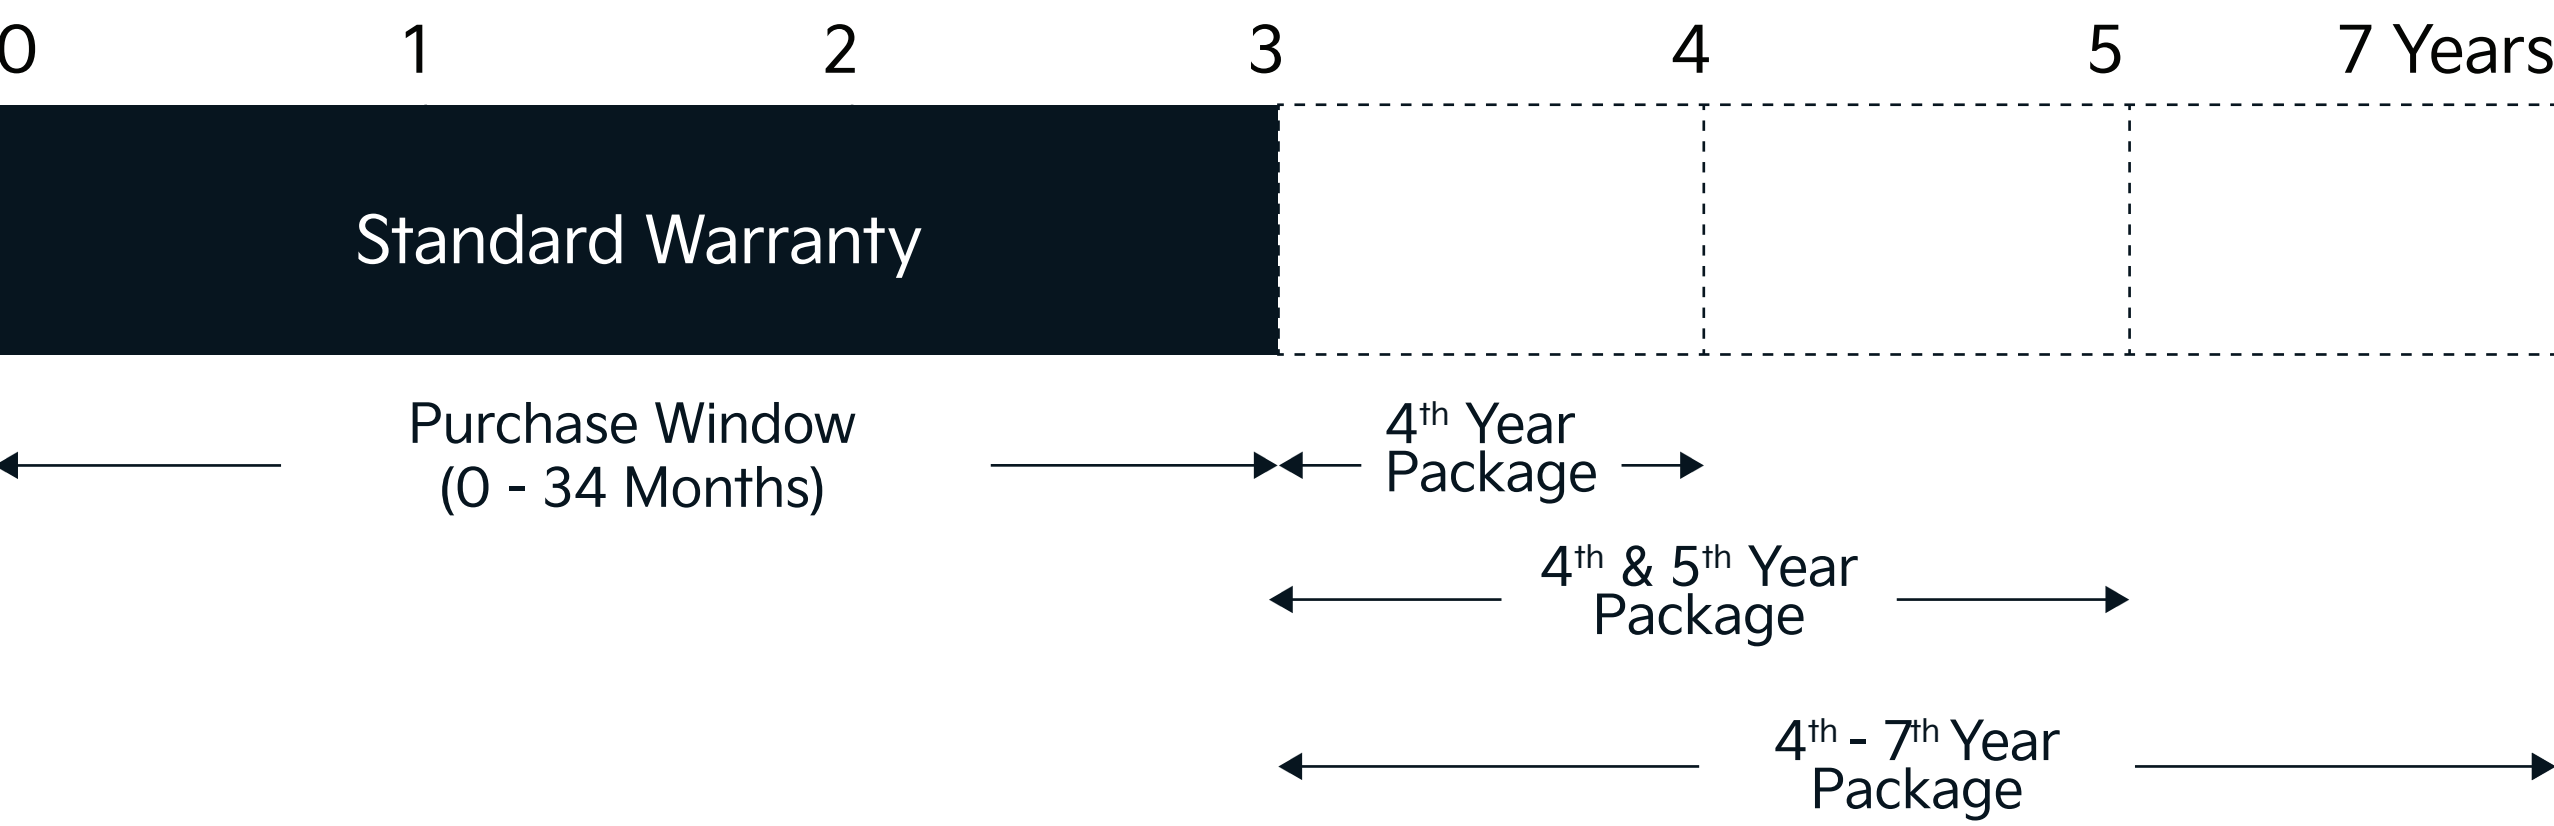 0 1 2 3 4 5 7 Years
Standard Warranty
Purchase Window
(0 - 34 Months)
4th Year
Package
4th & 5th Year
Package
4th - 7th Year
Package